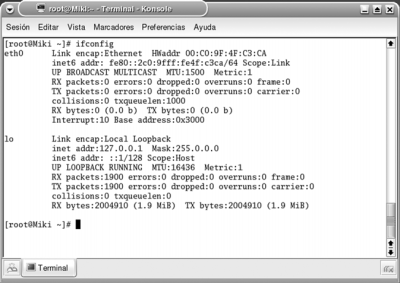 root@Miki:~ - Terminal - Konsole
Sesión Editar Vista Marcadores Preferencias Ayuda
[root@Miki ~]# ifconfig
eth0 Link encap:Ethernet HWaddr 00:C0:9F:4F:C3:CA
inet6 addr: fe80::2c0:9fff:fe4f:c3ca/64 Scope:Link
UP BROADCAST MULTICAST MTU:1500 Metric:1
RX packets:0 errors:0 dropped:0 overruns:0 frame:0
TX packets:0 errors:0 dropped:0 overruns:0 carrier:0
collisions:0 txqueuelen:1000
RX bytes:0 (0.0 b) TX bytes:0 (0.0 b)
Interrupt:10 Base address:0x3000
lo Link encap:Local Loopback
inet addr:127.0.0.1 Mask:255.0.0.0
inet6 addr: ::1/128 Scope:Host
UP LOOPBACK RUNNING MTU:16436 Metric:1
RX packets:1900 errors:0 dropped:0 overruns:0 frame:0
TX packets:1900 errors:0 dropped:0 overruns:0 carrier:0
collisions:0 txqueuelen:0
RX bytes:2004910 (1.9 MiB) TX bytes:2004910 (1.9 MiB)
[root@Miki ~]#
Terminal